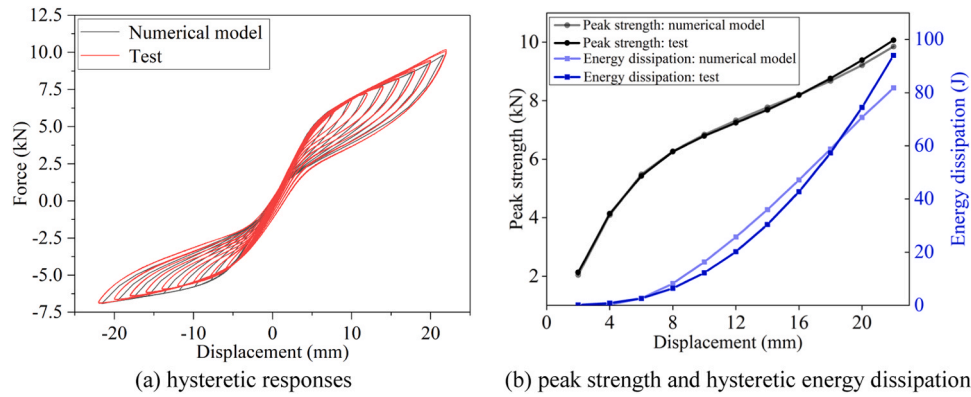 12.5
10.0
7.5
5.0
2.5
0.0
-2.5
-5.0
-7.5
Force (kN)
Numerical model
Test
-20 -10 0 10 20
Displacement (mm)
(a) hysteretic responses
10
8
6
4
2
Peak strength (kN)
Peak strength: numerical model
Peak strength: test
Energy dissipation: numerical model
Energy dissipation: test
100
80
60
40
20
0
Energy dissipation (J)
0 4 8 12 16 20
Displacement (mm)
(b) peak strength and hysteretic energy dissipation